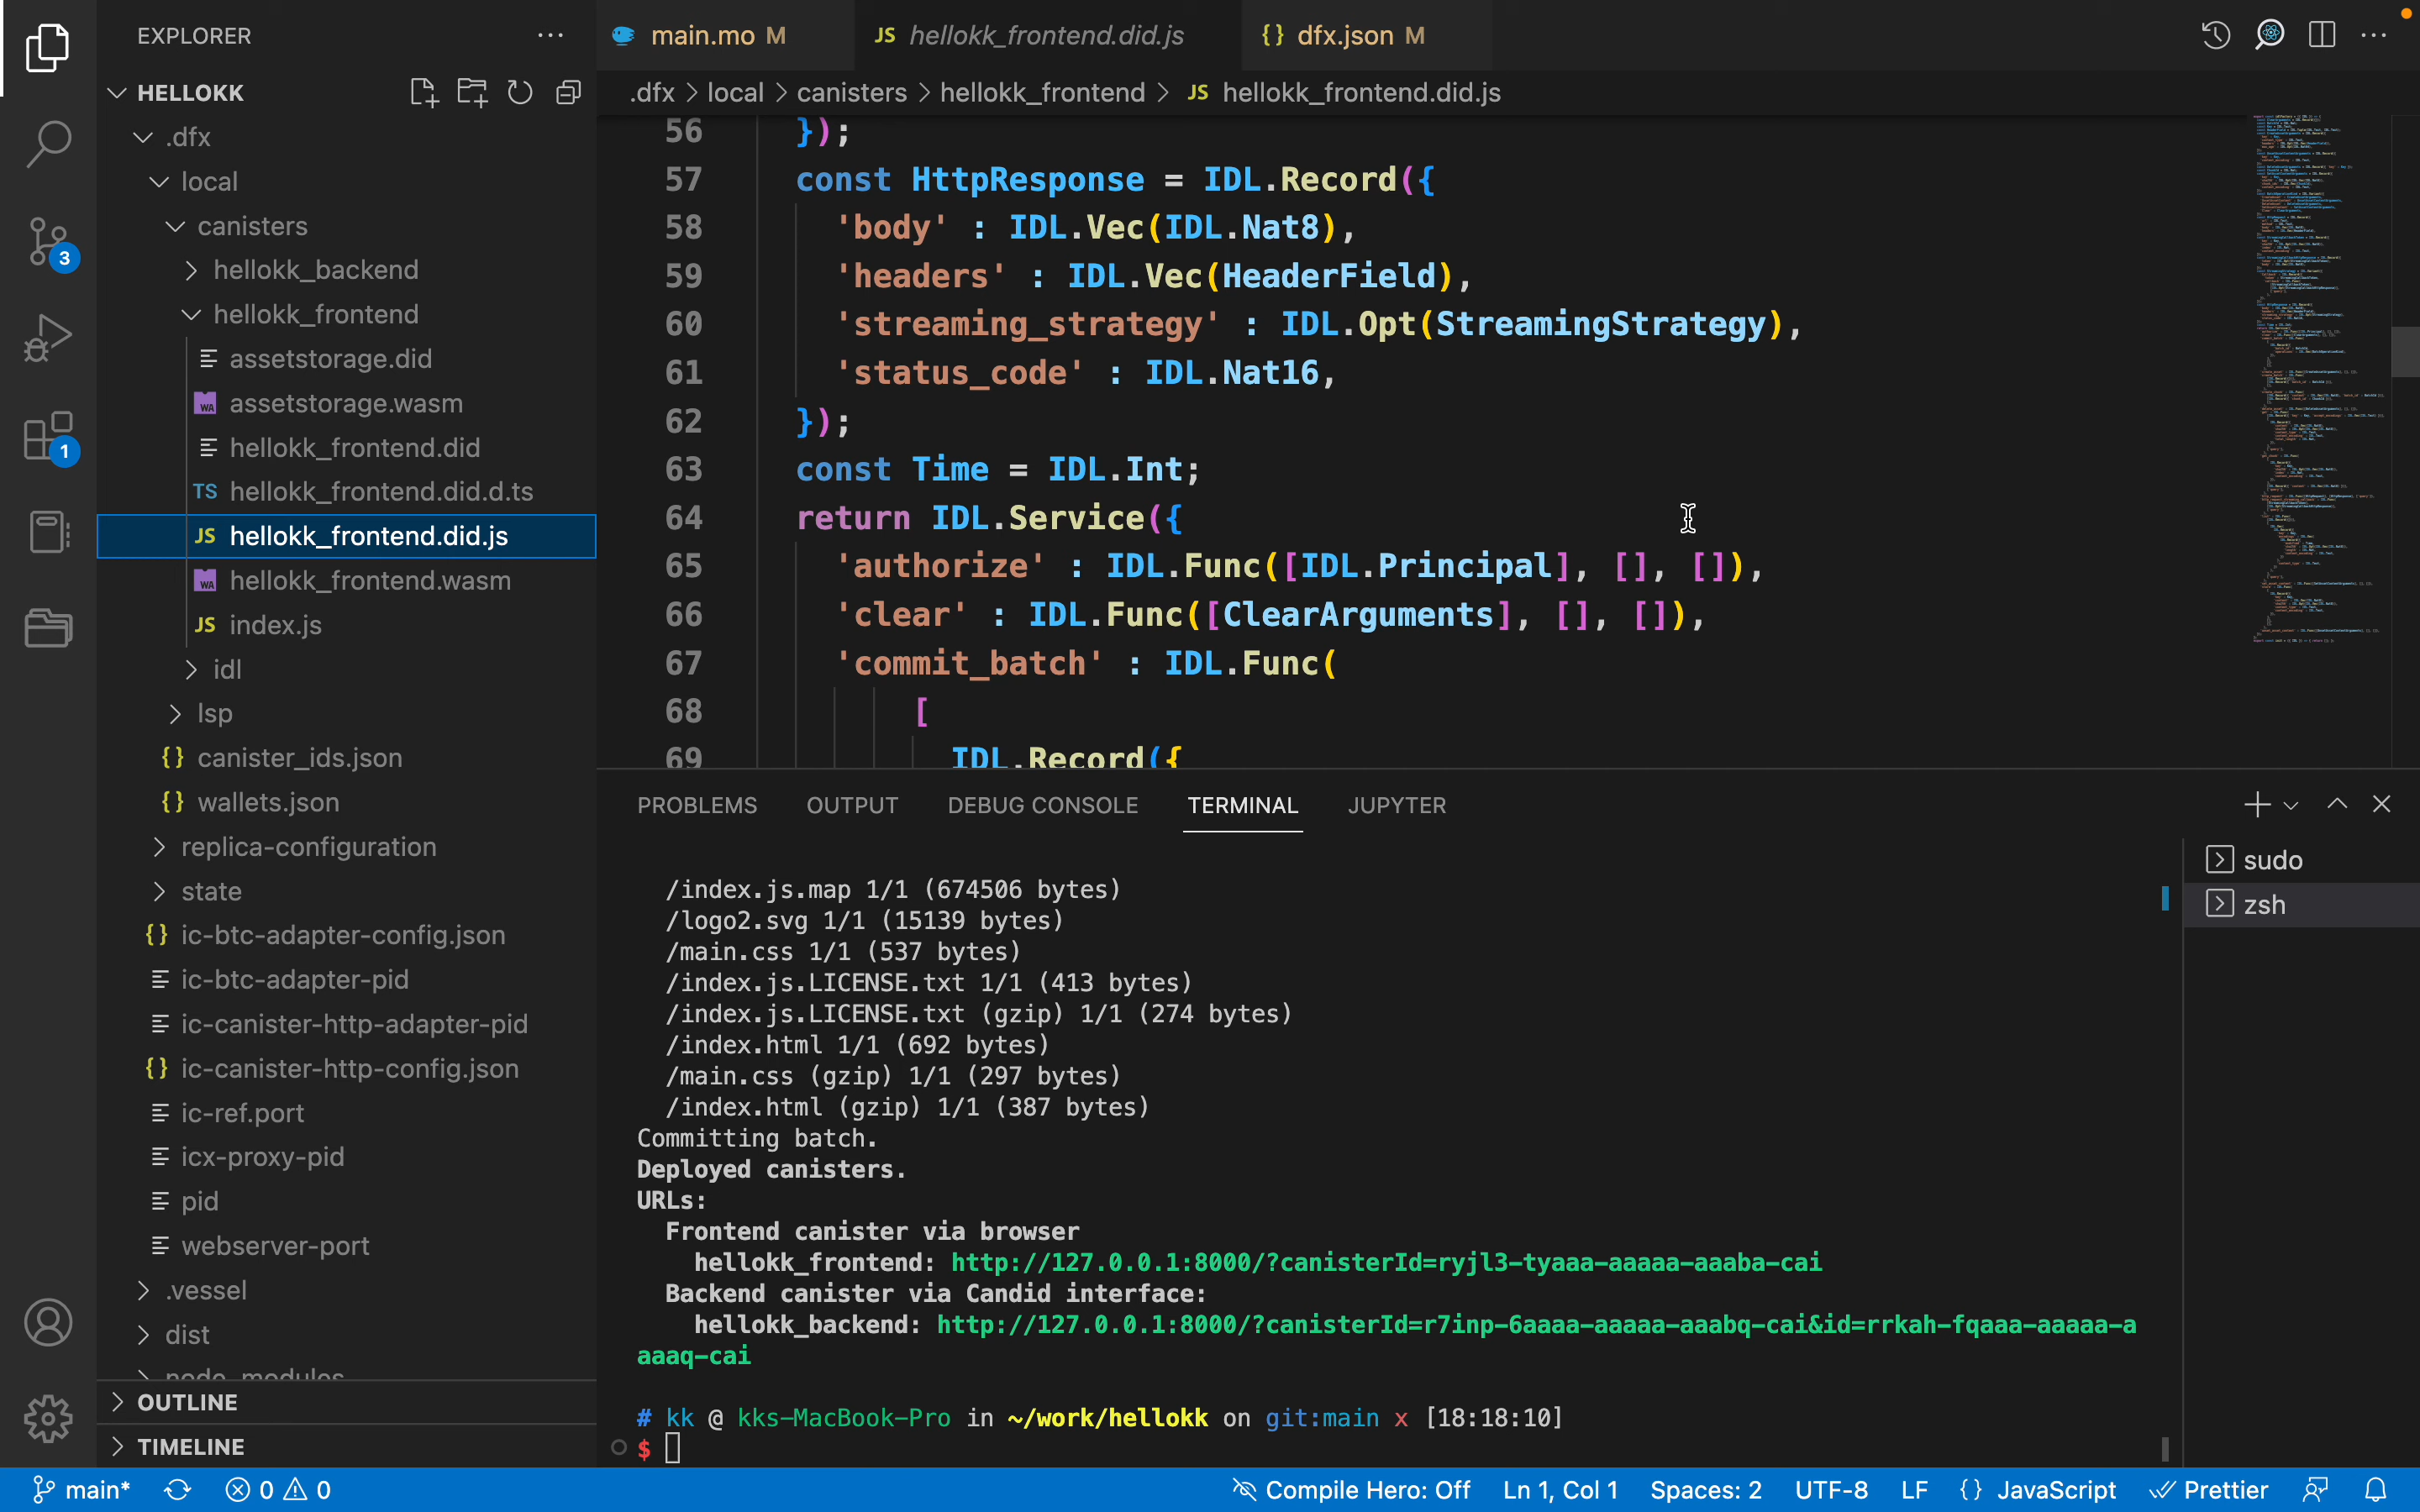 EXPLORER
HELLOKK
.dfx
local
canisters
hellokk_backend
hellokk_frontend
assetstorage.did
WA assetstorage.wasm
hellokk_frontend.did
TS hellokk_frontend.did.d.ts
JS hellokk_frontend.did.js
WA hellokk_frontend.wasm
JS index.js
idl
lsp
{} canister_ids.json
{} wallets.json
replica-configuration
state
{} ic-btc-adapter-config.json
ic-btc-adapter-pid
ic-canister-http-adapter-pid
{} ic-canister-http-config.json
ic-ref.port
icx-proxy-pid
pid
webserver-port
.vessel
dist
node_modules
OUTLINE
TIMELINE
3
1
main.mo M
JS hellokk_frontend.did.js
{} dfx.json M
.dfx > local > canisters > hellokk_frontend > JS hellokk_frontend.did.js
56 });
57 const HttpResponse = IDL.Record({
58 'body' : IDL.Vec(IDL.Nat8),
59 'headers' : IDL.Vec(HeaderField),
60 'streaming_strategy' : IDL.Opt(StreamingStrategy),
61 'status_code' : IDL.Nat16,
62 });
63 const Time = IDL.Int;
64 return IDL.Service({
65 'authorize' : IDL.Func([IDL.Principal], [], []),
66 'clear' : IDL.Func([ClearArguments], [], []),
67 'commit_batch' : IDL.Func(
68 [
69 IDL.Record({
PROBLEMS OUTPUT DEBUG CONSOLE TERMINAL JUPYTER
sudo
zsh
/index.js.map 1/1 (674506 bytes)
/logo2.svg 1/1 (15139 bytes)
/main.css 1/1 (537 bytes)
/index.js.LICENSE.txt 1/1 (413 bytes)
/index.js.LICENSE.txt (gzip) 1/1 (274 bytes)
/index.html 1/1 (692 bytes)
/main.css (gzip) 1/1 (297 bytes)
/index.html (gzip) 1/1 (387 bytes)
Committing batch.
Deployed canisters.
URLs:
Frontend canister via browser
hellokk_frontend: http://127.0.0.1:8000/?canisterId=ryjl3-tyaaa-aaaaa-aaaba-cai
Backend canister via Candid interface:
hellokk_backend: http://127.0.0.1:8000/?canisterId=r7inp-6aaaa-aaaaa-aaabq-cai&id=rrkah-fqaaa-aaaaa-a
aaaq-cai
# kk @ kks-MacBook-Pro in ~/work/hellokk on git:main x [18:18:10]
$
main* 0 0 Compile Hero: Off Ln 1, Col 1 Spaces: 2 UTF-8 LF {} JavaScript Prettier